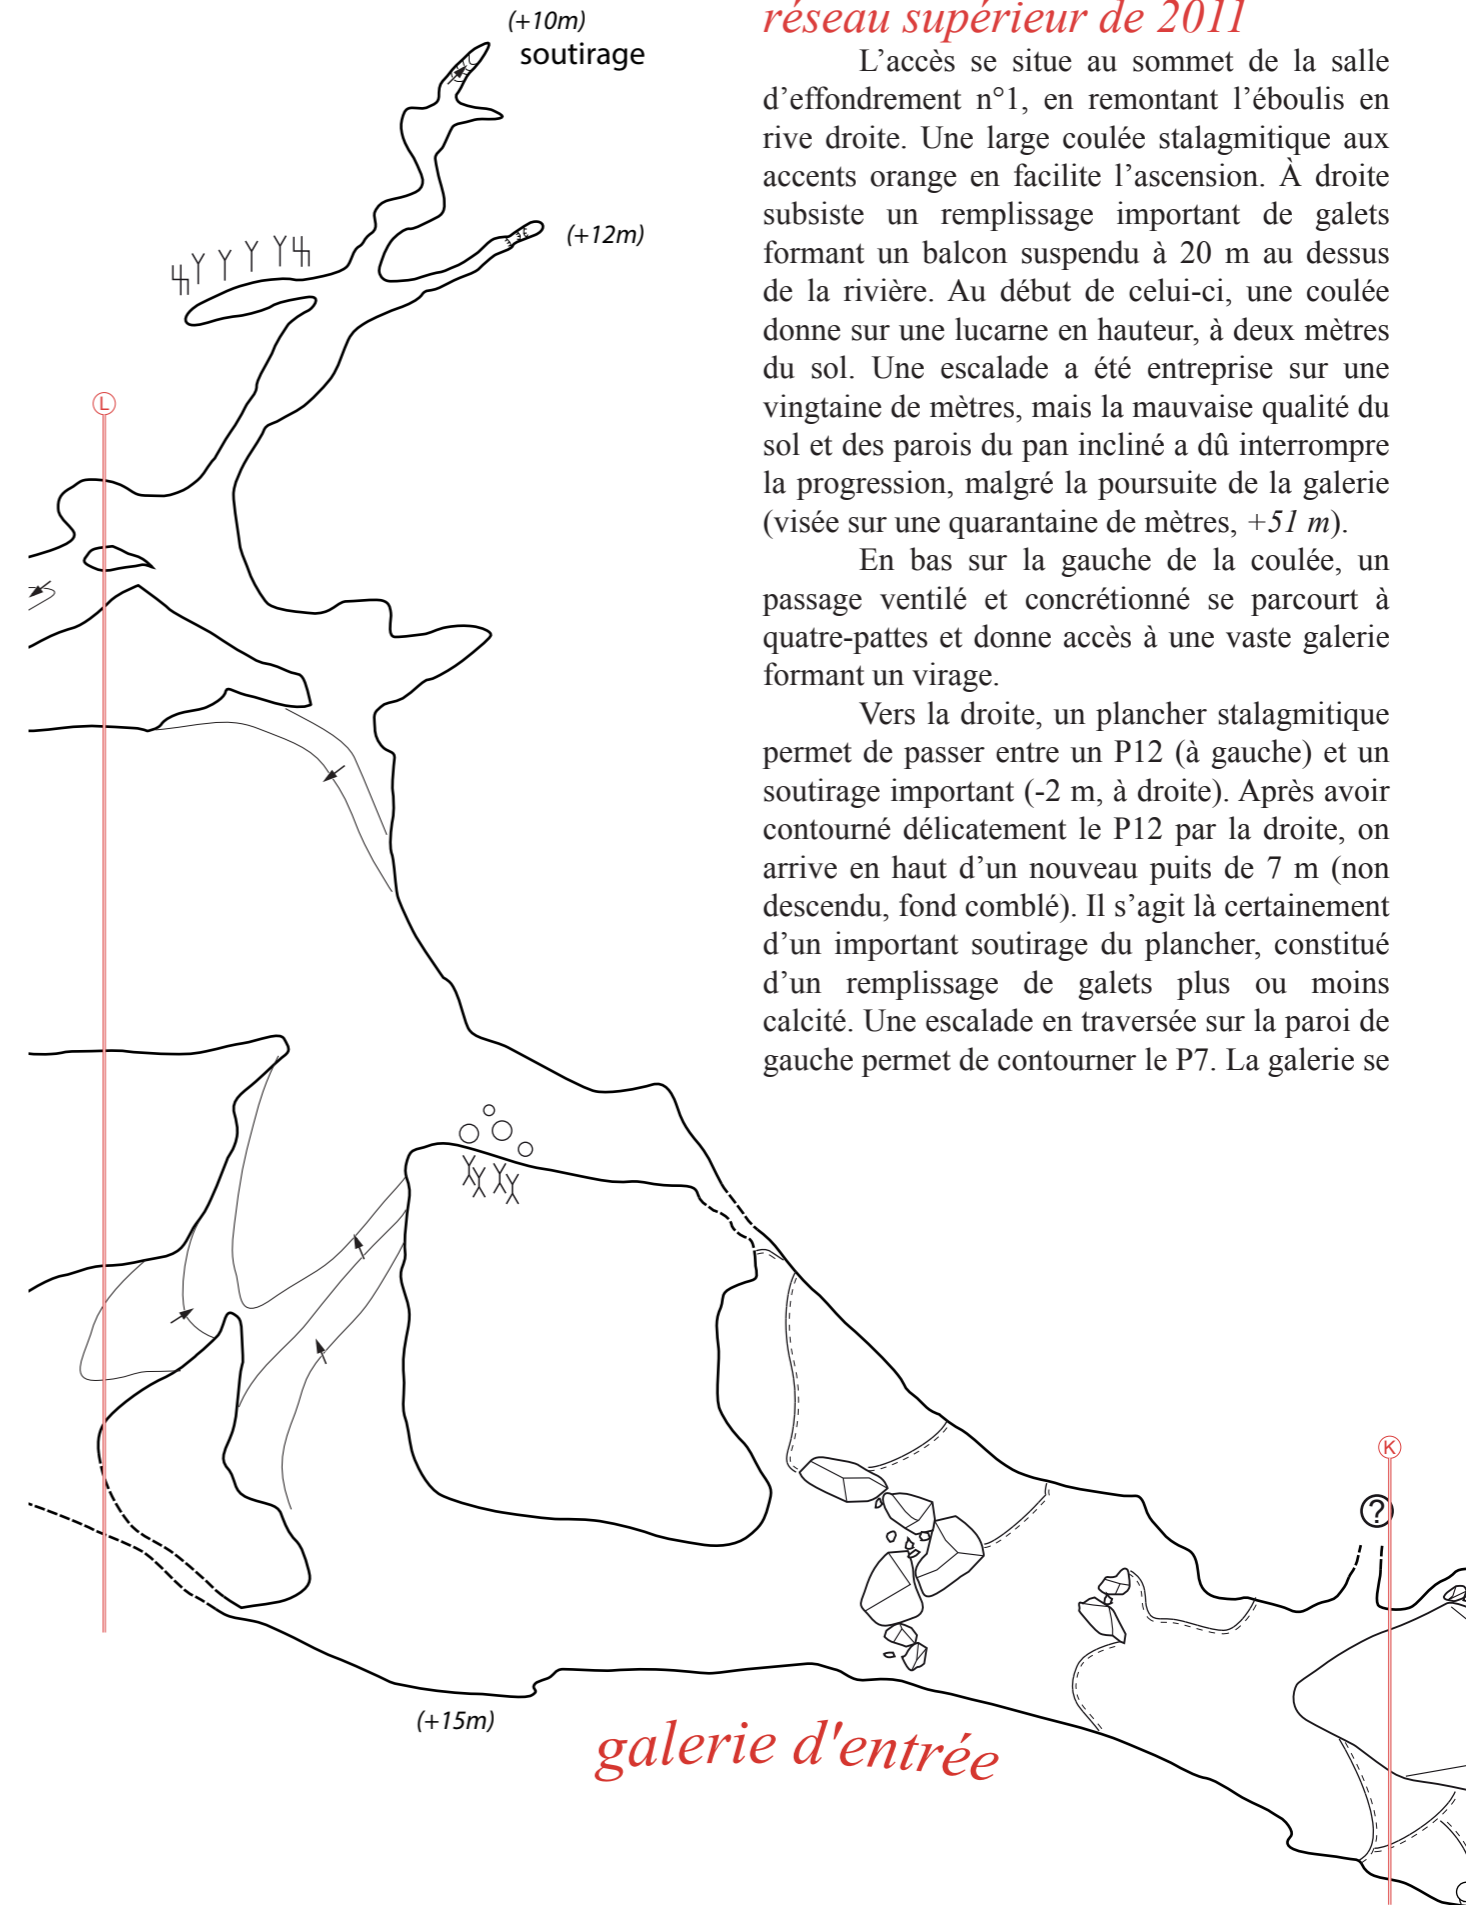 (+10m)
soutirage
(+12m)
réseau supérieur de 2011
L’accès se situe au sommet de la salle
d’effondrement n°1, en remontant l’éboulis en
rive droite. Une large coulée stalagmitique aux
accents orange en facilite l’ascension. À droite
subsiste un remplissage important de galets
formant un balcon suspendu à 20 m au dessus
de la rivière. Au début de celui-ci, une coulée
donne sur une lucarne en hauteur, à deux mètres
du sol. Une escalade a été entreprise sur une
vingtaine de mètres, mais la mauvaise qualité du
sol et des parois du pan incliné a dû interrompre
la progression, malgré la poursuite de la galerie
(visée sur une quarantaine de mètres, +51 m).
En bas sur la gauche de la coulée, un
passage ventilé et concrétionné se parcourt à
quatre-pattes et donne accès à une vaste galerie
formant un virage.
Vers la droite, un plancher stalagmitique
permet de passer entre un P12 (à gauche) et un
soutirage important (-2 m, à droite). Après avoir
contourné délicatement le P12 par la droite, on
arrive en haut d’un nouveau puits de 7 m (non
descendu, fond comblé). Il s’agit là certainement
d’un important soutirage du plancher, constitué
d’un remplissage de galets plus ou moins
calcité. Une escalade en traversée sur la paroi de
gauche permet de contourner le P7. La galerie se
L
K
?
(+15m)
galerie d'entrée